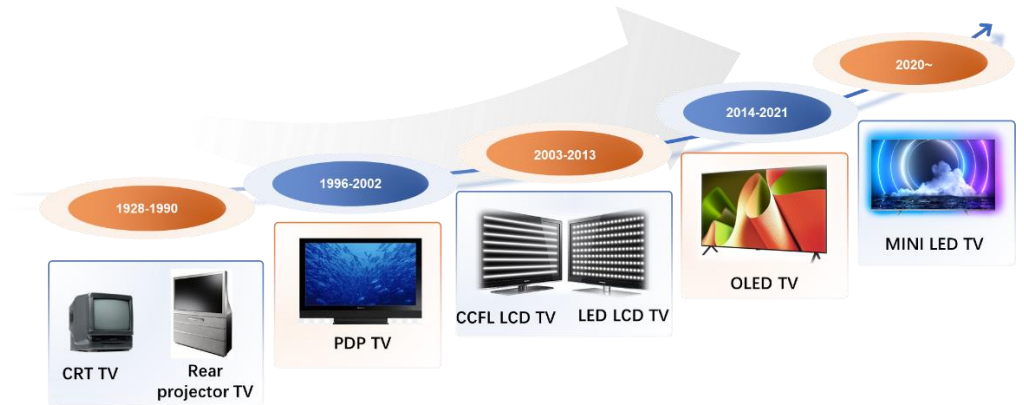 2020~
2014-2021
2003-2013
1996-2002
1928-1990
MINI LED TV
OLED TV
CCFL LCD TV
LED LCD TV
PDP TV
CRT TV
Rear
projector TV